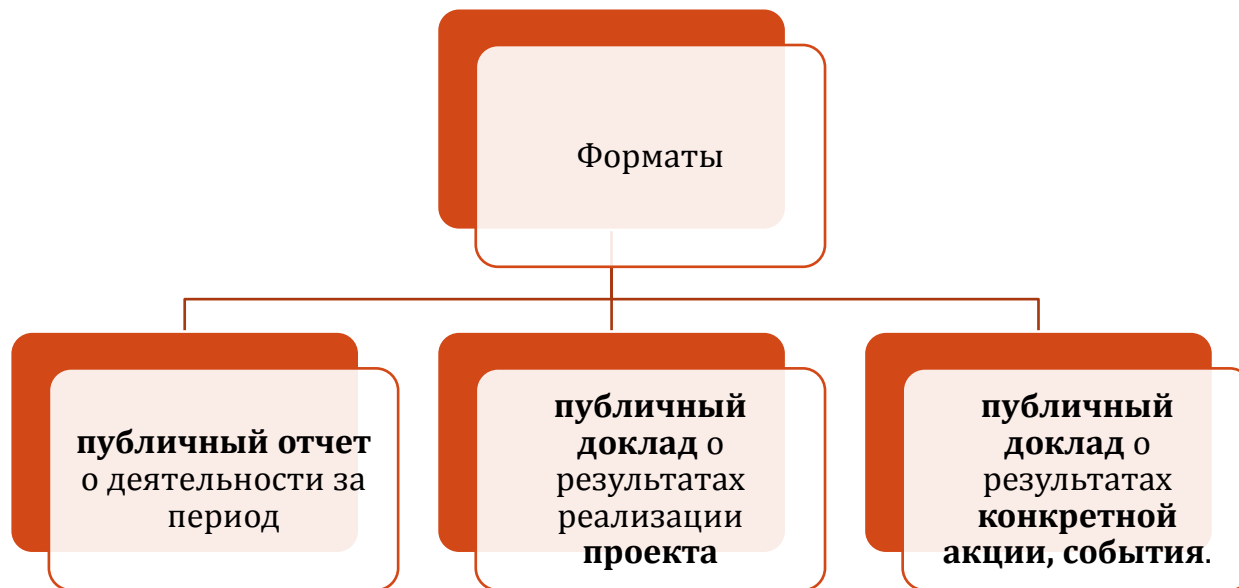 Форматы
публичный отчет
о деятельности за
период
публичный
доклад о
результатах
реализации
проекта
публичный
доклад о
результатах
конкретной
акции, события.